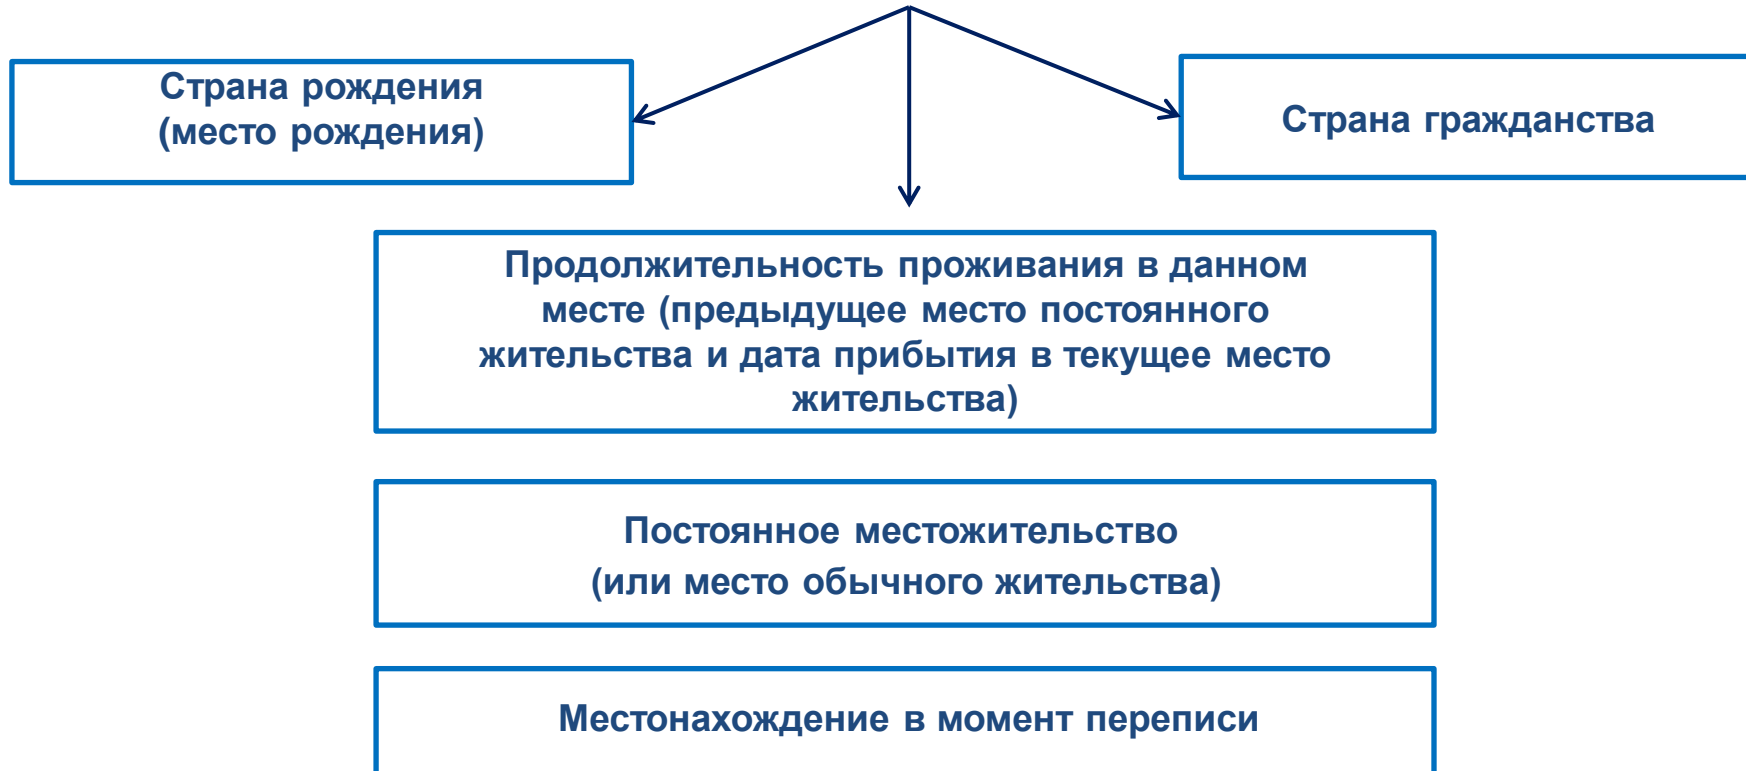 Страна рождения
(место рождения)
Страна гражданства
Продолжительность проживания в данном
месте (предыдущее место постоянного
жительства и дата прибытия в текущее место
жительства)
Постоянное местожительство
(или место обычного жительства)
Местонахождение в момент переписи